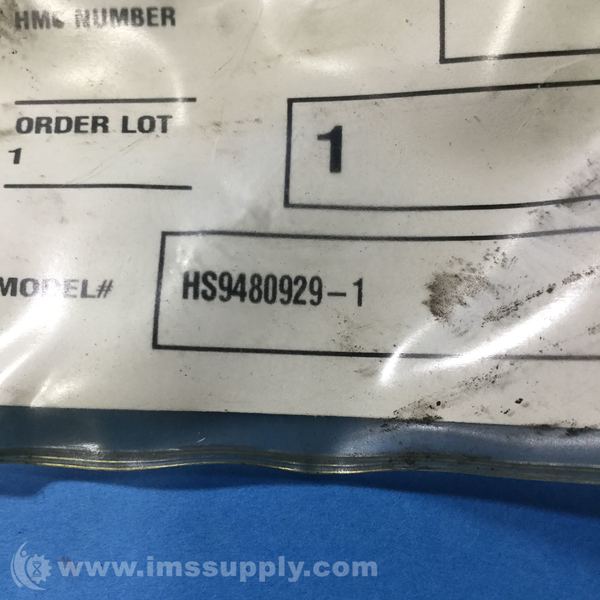 HMC NUMBER
ORDER LOT
1
1
MODEL#
HS9480929-1
www.imssupply.com